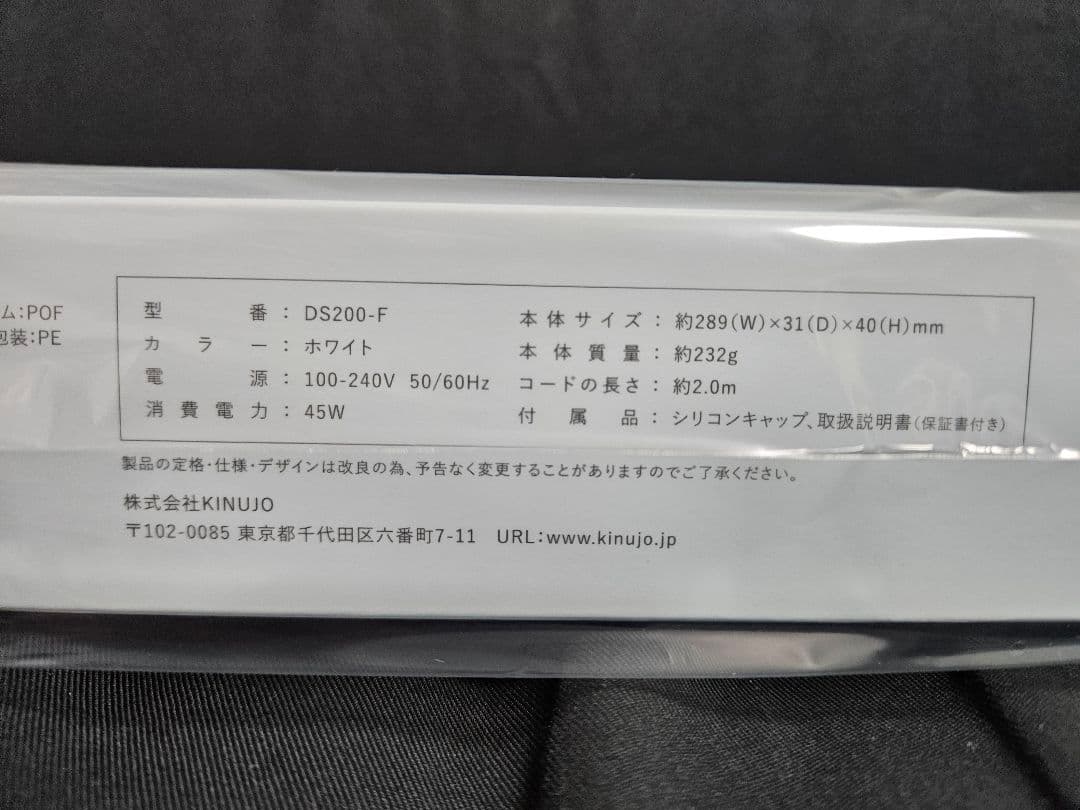 ム:POF
包装:PE
型番: DS200-F
カラー: ホワイト
電源: 100-240V 50/60Hz
消費電力: 45W
本体サイズ: 約289(W)×31(D)×40(H)mm
本体質量: 約232g
コードの長さ: 約2.0m
付属品: シリコンキャップ、取扱説明書(保証書付き)
製品の定格・仕様・デザインは改良の為、予告なく変更することがありますのでご了承ください。
株式会社KINUJO
〒102-0085 東京都千代田区六番町7-11 URL:www.kinujo.jp